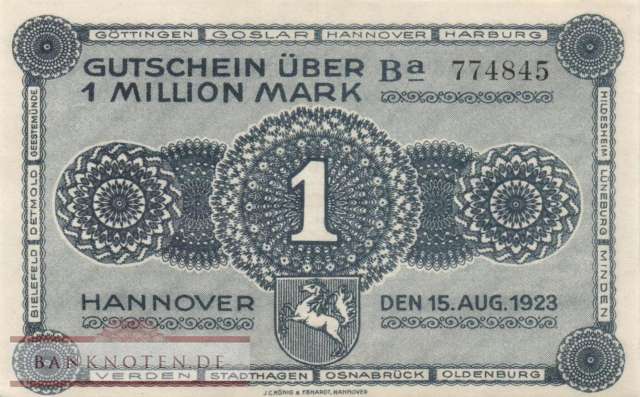 GÖTTINGEN GOSLAR HANNOVER HARBURG
GUTSCHEIN ÜBER
1 MILLION MARK
Ba 774845
BIELEFELD DETMOLD GEESTEMÜNDE
HILDESHEIM LÜNEBURG MINDEN
1
HANNOVER
DEN 15. AUG. 1923
BANKNOTEN.DE
VERDEN STADTHAGEN OSNABRÜCK OLDENBURG
J.C. KÖNIG & EBHARDT, HANNOVER